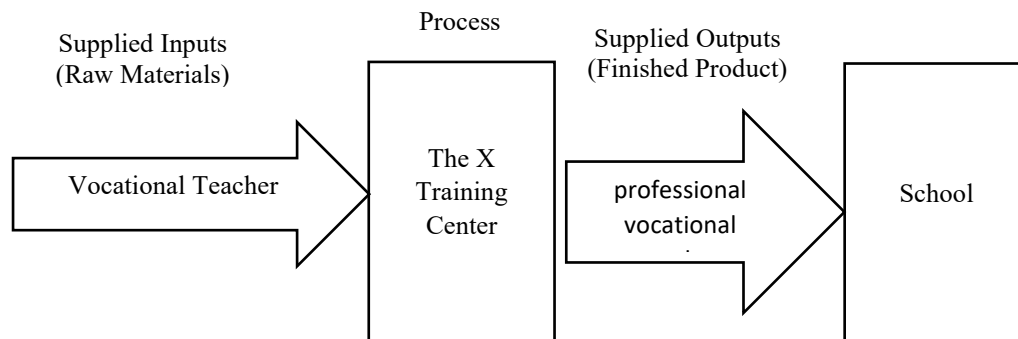 Process
Supplied Inputs
(Raw Materials)
Supplied Outputs
(Finished Product)
Vocational Teacher
The X
Training
Center
professional
vocational
School